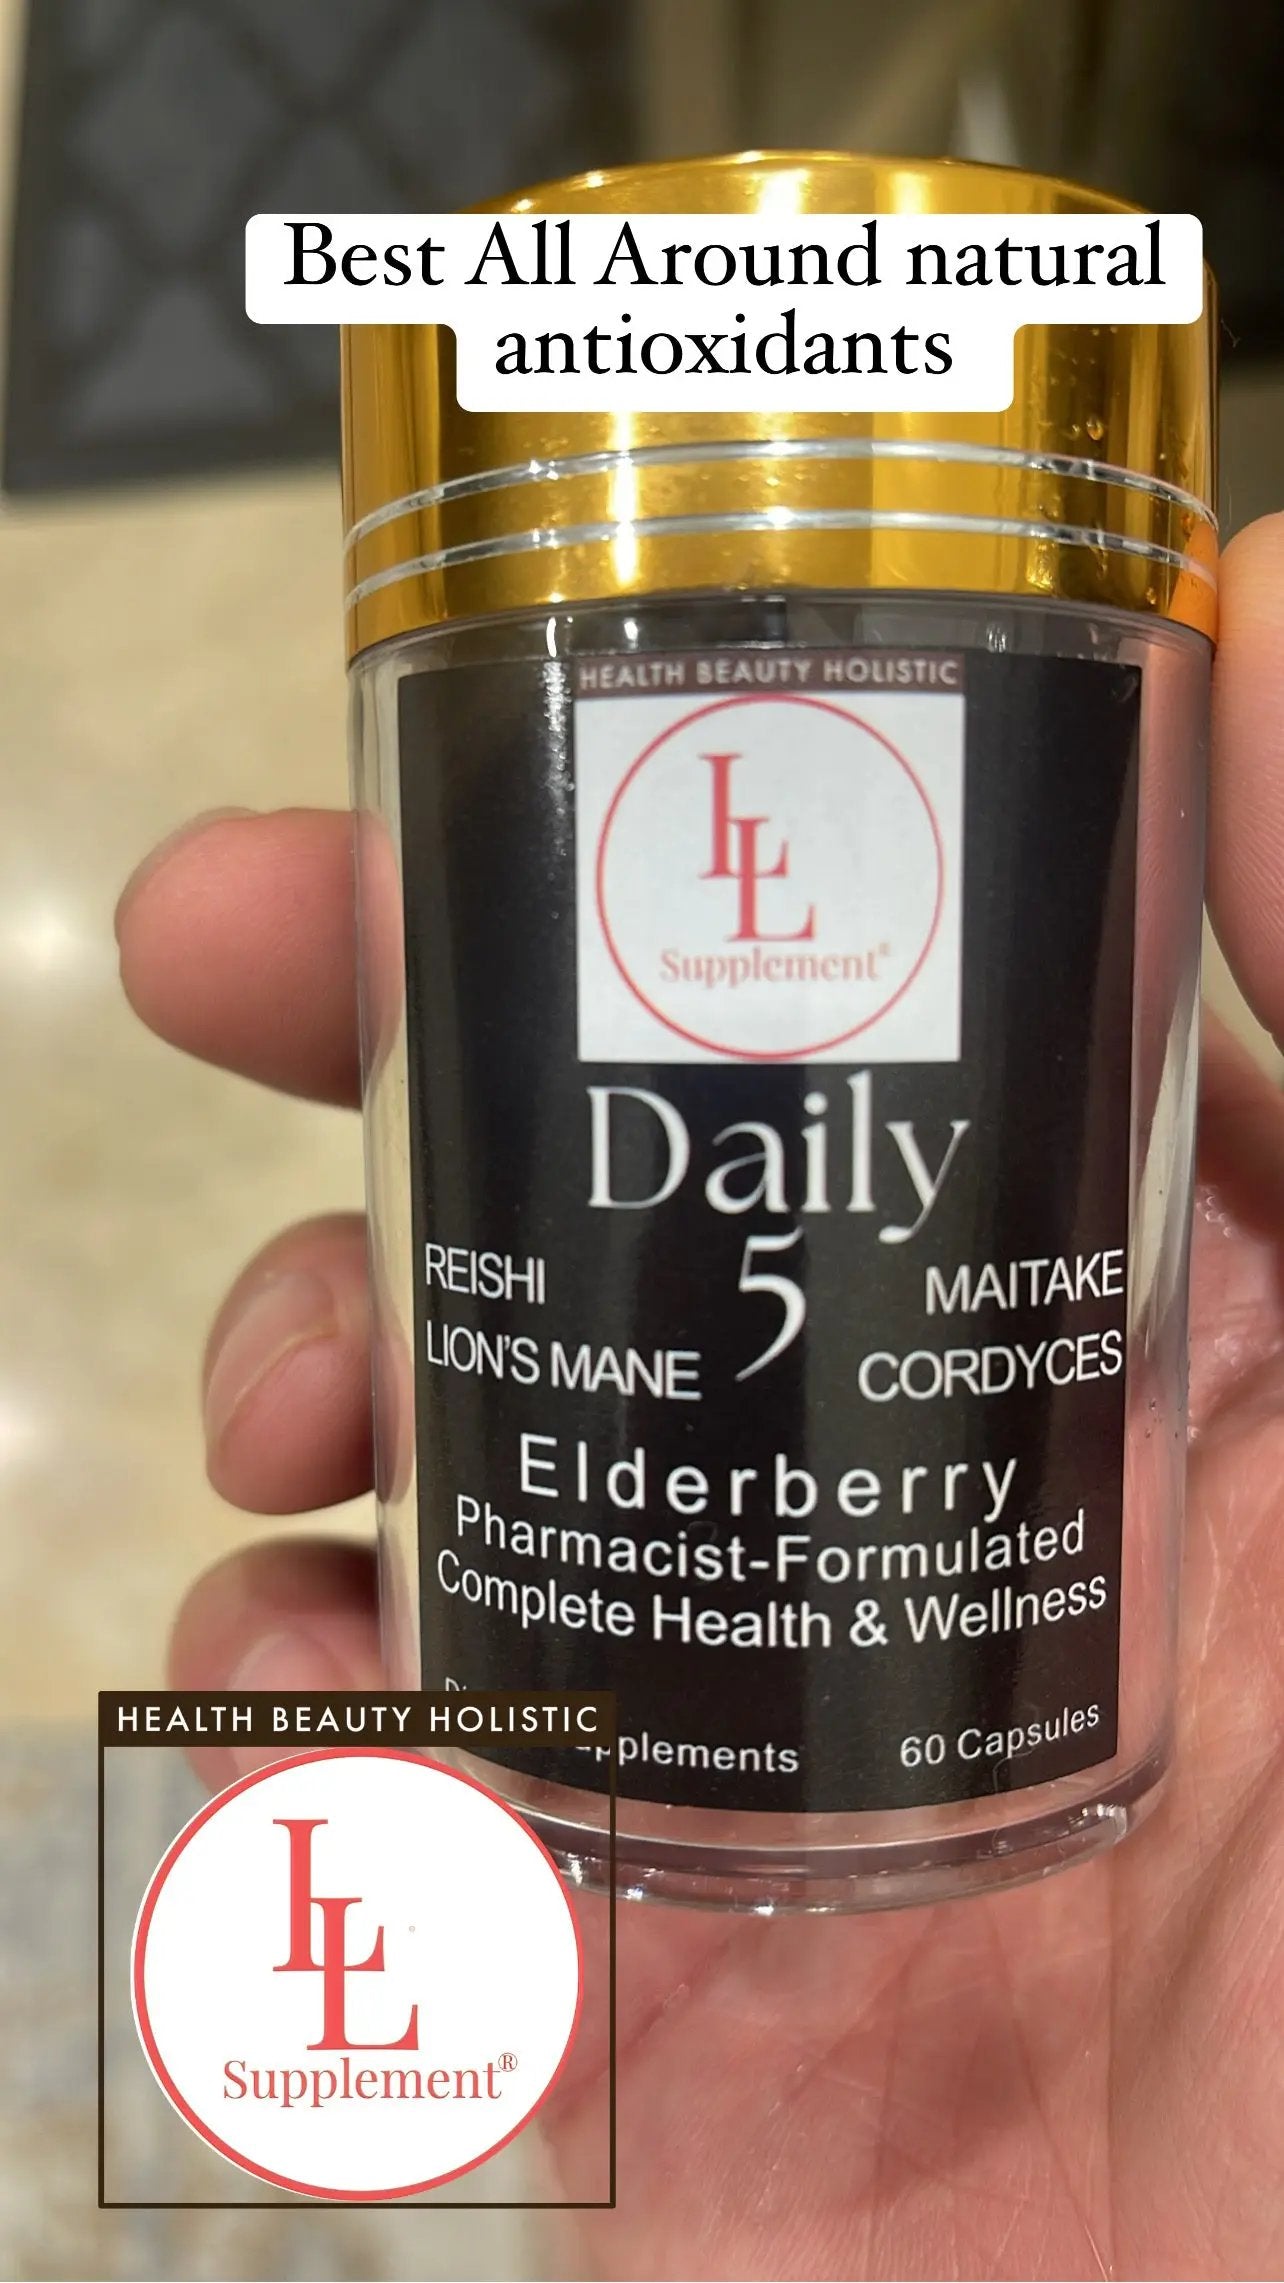 Best All Around natural
antioxidants
HEALTH BEAUTY HOLISTIC
LL
Supplement®
Daily
5
REISHI
LION'S MANE
MAITAKE
CORDYCES
Elderberry
Pharmacist-Formulated
Complete Health & Wellness
60 Capsules
HEALTH BEAUTY HOLISTIC
LL
Supplement®